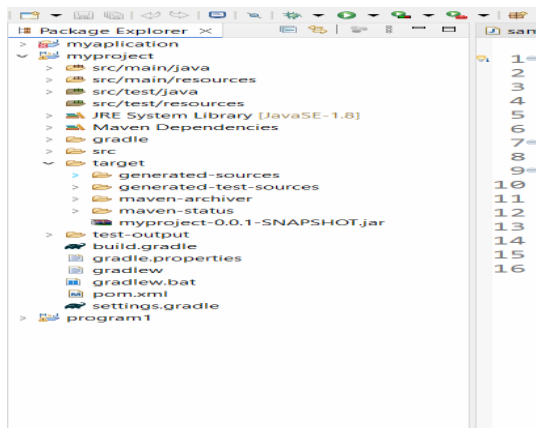 Package Explorer
san
myaplication
myproject
src/main/java
src/main/resources
src/test/java
src/test/resources
JRE System Library [JavaSE-1.8]
Maven Dependencies
gradle
src
target
generated-sources
generated-test-sources
maven-archiver
maven-status
myproject-0.0.1-SNAPSHOT.jar
test-output
build.gradle
gradle.properties
gradlew
gradlew.bat
pom.xml
settings.gradle
program1
1
2
3
4
5
6
7
8
9
10
11
12
13
14
15
16